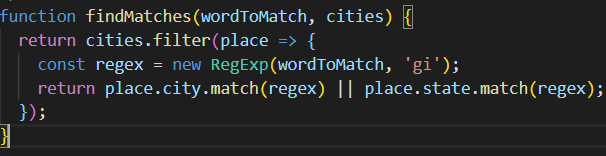 function findMatches(wordToMatch, cities) {
  return cities.filter(place => {
    const regex = new RegExp(wordToMatch, 'gi');
    return place.city.match(regex) || place.state.match(regex);
  });
}